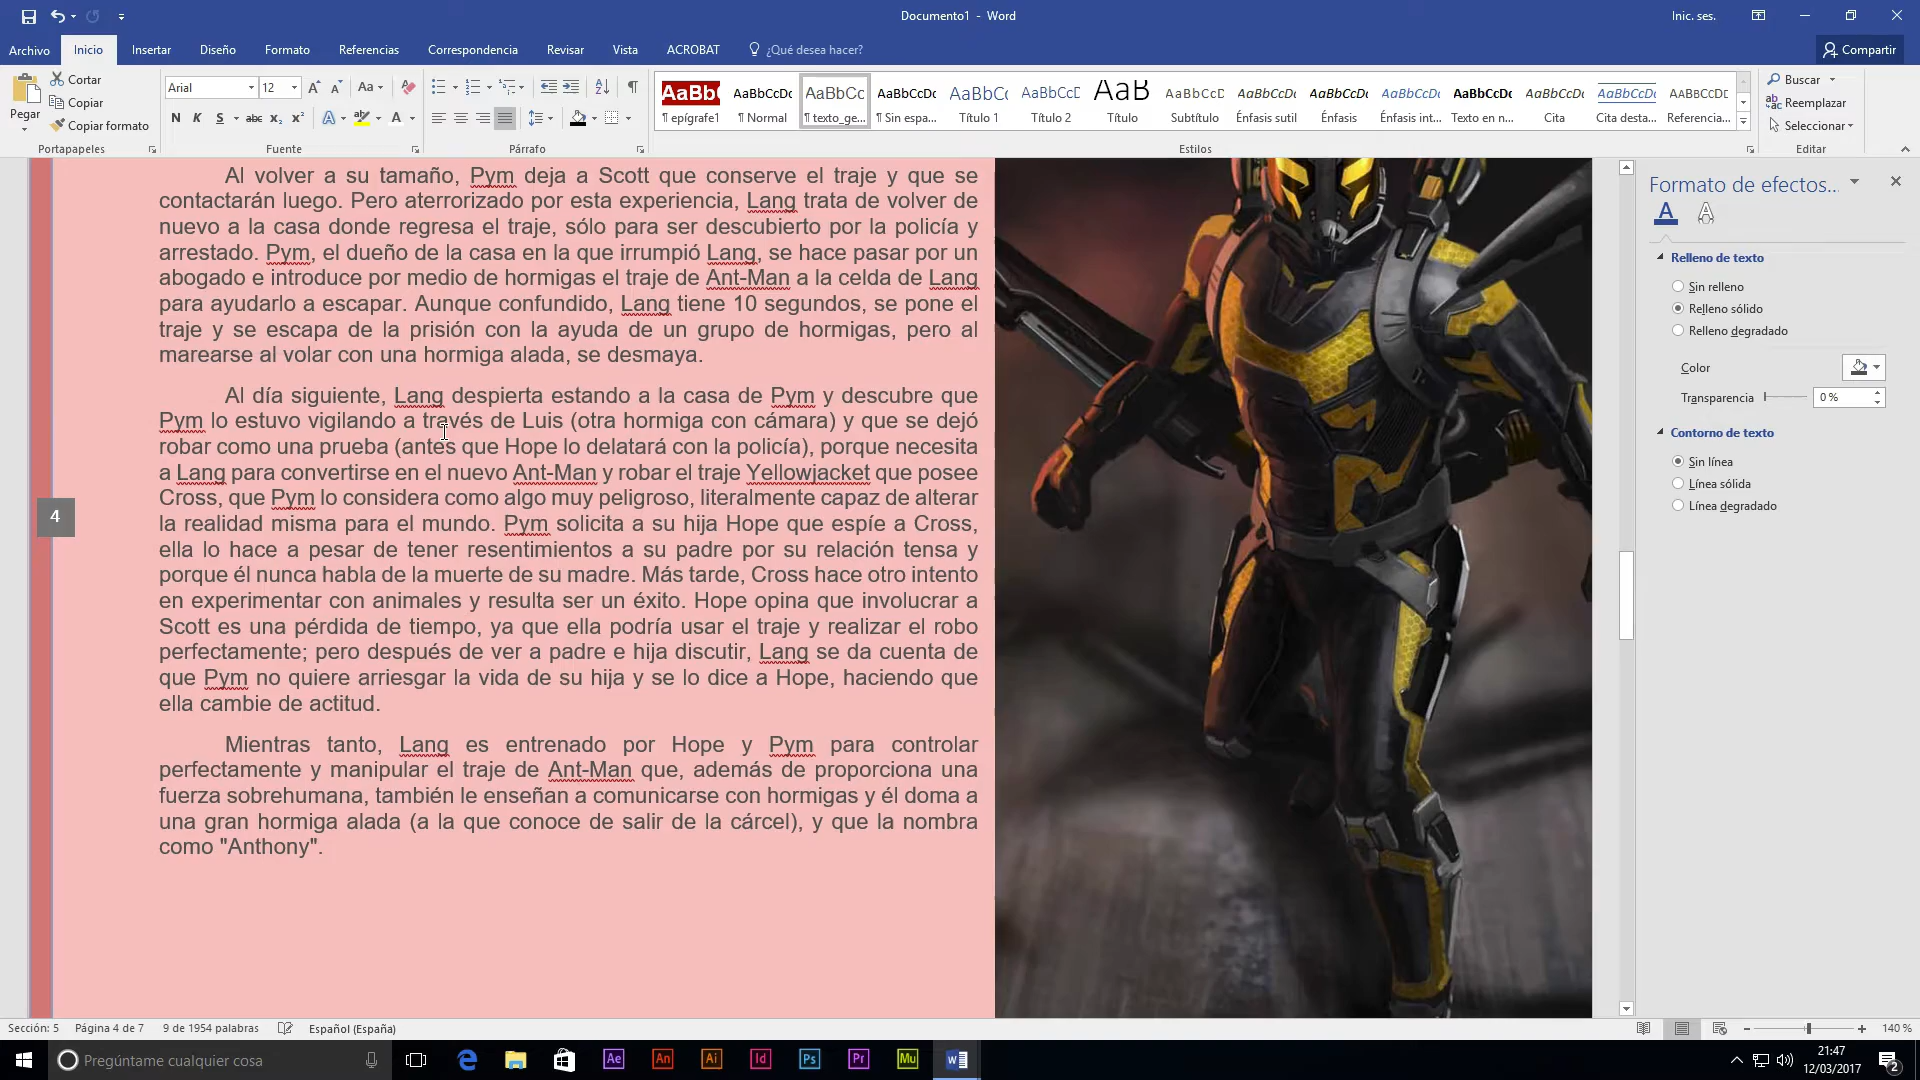 Documento1 - Word
Inic. ses.
Archivo Inicio Insertar Diseño Formato Referencias Correspondencia Revisar Vista ACROBAT ¿Qué desea hacer? Compartir
Pegar
Cortar
Copiar
Copiar formato
Portapapeles
Arial 12
N K S abc x₂ x²
Fuente
Párrafo
AaBb( AaBbCcDc AaBbCc AaBbCcDc AaBbCc AaBbCcD AaB AaBbCcD AaBbCcDc AaBbCcDc AaBbCcDc AaBbCcDc AaBbCcDc AaBbCcDc AABBCCDE
¶ epígrafe1 ¶ Normal ¶ texto_ge... ¶ Sin espa... Título 1 Título 2 Título Subtítulo Énfasis sutil Énfasis Énfasis int... Texto en n... Cita Cita desta... Referencia...
Estilos
Buscar
Reemplazar
Seleccionar
Editar
Al volver a su tamaño, Pym deja a Scott que conserve el traje y que se
contactarán luego. Pero aterrorizado por esta experiencia, Lang trata de volver de
nuevo a la casa donde regresa el traje, sólo para ser descubierto por la policía y
arrestado. Pym, el dueño de la casa en la que irrumpió Lang, se hace pasar por un
abogado e introduce por medio de hormigas el traje de Ant-Man a la celda de Lang
para ayudarlo a escapar. Aunque confundido, Lang tiene 10 segundos, se pone el
traje y se escapa de la prisión con la ayuda de un grupo de hormigas, pero al
marearse al volar con una hormiga alada, se desmaya.
Al día siguiente, Lang despierta estando a la casa de Pym y descubre que
Pym lo estuvo vigilando a través de Luis (otra hormiga con cámara) y que se dejó
robar como una prueba (antes que Hope lo delatará con la policía), porque necesita
a Lang para convertirse en el nuevo Ant-Man y robar el traje Yellowjacket que posee
Cross, que Pym lo considera como algo muy peligroso, literalmente capaz de alterar
la realidad misma para el mundo. Pym solicita a su hija Hope que espíe a Cross,
ella lo hace a pesar de tener resentimientos a su padre por su relación tensa y
porque él nunca habla de la muerte de su madre. Más tarde, Cross hace otro intento
en experimentar con animales y resulta ser un éxito. Hope opina que involucrar a
Scott es una pérdida de tiempo, ya que ella podría usar el traje y realizar el robo
perfectamente; pero después de ver a padre e hija discutir, Lang se da cuenta de
que Pym no quiere arriesgar la vida de su hija y se lo dice a Hope, haciendo que
ella cambie de actitud.
Mientras tanto, Lang es entrenado por Hope y Pym para controlar
perfectamente y manipular el traje de Ant-Man que, además de proporciona una
fuerza sobrehumana, también le enseñan a comunicarse con hormigas y él doma a
una gran hormiga alada (a la que conoce de salir de la cárcel), y que la nombra
como "Anthony".
4
Formato de efectos...
Relleno de texto
Sin relleno
Relleno sólido
Relleno degradado
Color
Transparencia 0 %
Contorno de texto
Sin línea
Línea sólida
Línea degradado
Sección: 5 Página 4 de 7 9 de 1954 palabras Español (España) 140 %
Pregúntame cualquier cosa
Ae An Ai Id Ps Pr Mu
21:47
12/03/2017
2